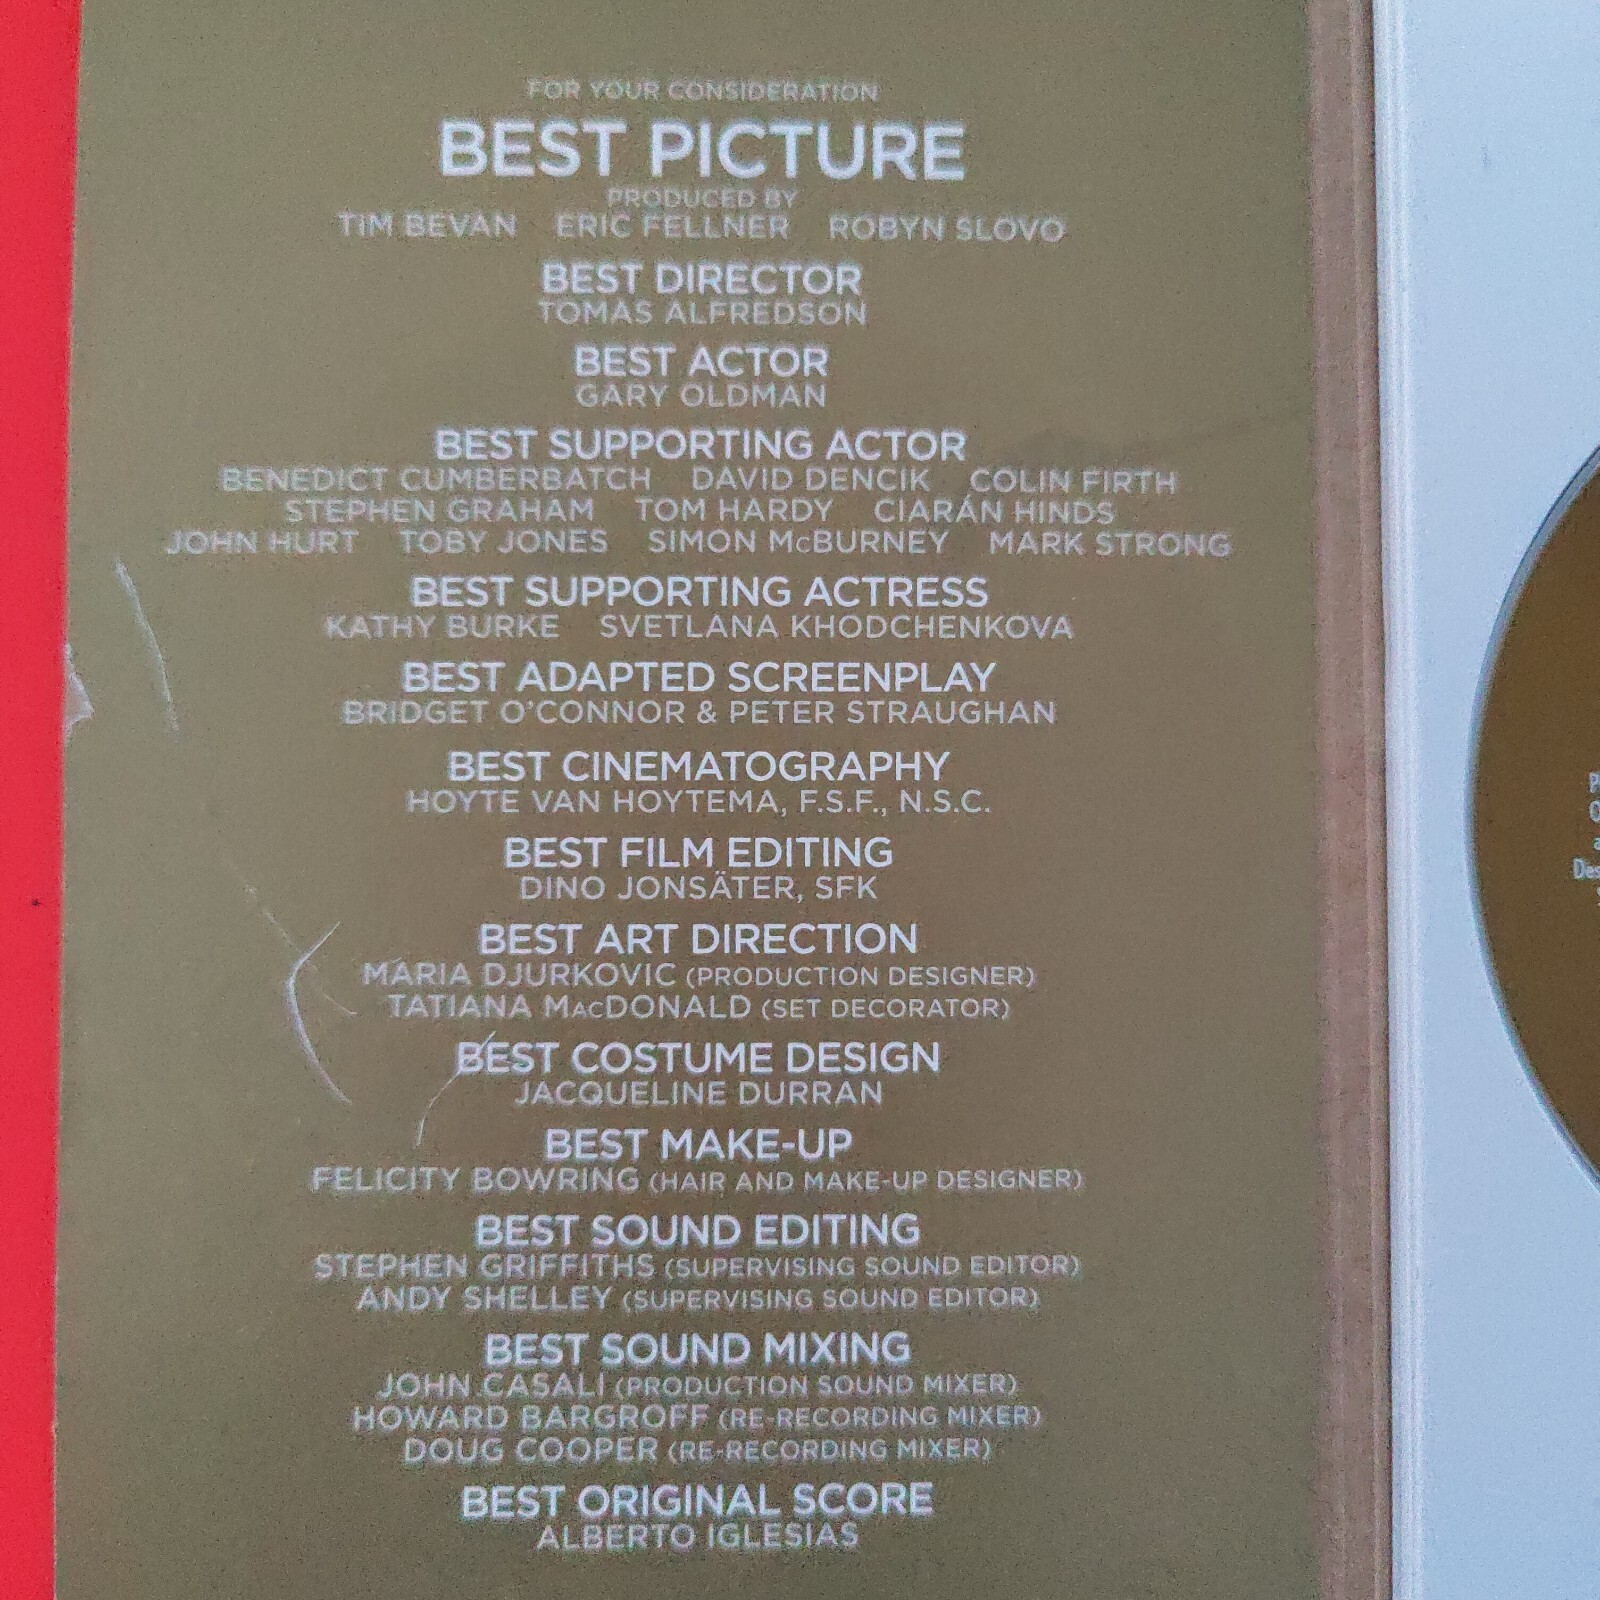 FOR YOUR CONSIDERATION
BEST PICTURE
PRODUCED BY
TIM BEVAN ERIC FELLNER ROBYN SLOVO
BEST DIRECTOR
TOMAS ALFREDSON
BEST ACTOR
GARY OLDMAN
BEST SUPPORTING ACTOR
BENEDICT CUMBERBATCH DAVID DENCIK COLIN FIRTH
STEPHEN GRAHAM TOM HARDY CIARÁN HINDS
JOHN HURT TOBY JONES SIMON McBURNEY MARK STRONG
BEST SUPPORTING ACTRESS
KATHY BURKE SVETLANA KHODCHENKOVA
BEST ADAPTED SCREENPLAY
BRIDGET O'CONNOR & PETER STRAUGHAN
BEST CINEMATOGRAPHY
HOYTE VAN HOYTEMA, F.S.F., N.S.C.
BEST FILM EDITING
DINO JONSÄTER, SFK
BEST ART DIRECTION
MARIA DJURKOVIC (PRODUCTION DESIGNER)
TATIANA MacDONALD (SET DECORATOR)
BEST COSTUME DESIGN
JACQUELINE DURRAN
BEST MAKE-UP
FELICITY BOWRING (HAIR AND MAKE-UP DESIGNER)
BEST SOUND EDITING
STEPHEN GRIFFITHS (SUPERVISING SOUND EDITOR)
ANDY SHELLEY (SUPERVISING SOUND EDITOR)
BEST SOUND MIXING
JOHN CASALI (PRODUCTION SOUND MIXER)
HOWARD BARGROFF (RE-RECORDING MIXER)
DOUG COOPER (RE-RECORDING MIXER)
BEST ORIGINAL SCORE
ALBERTO IGLESIAS